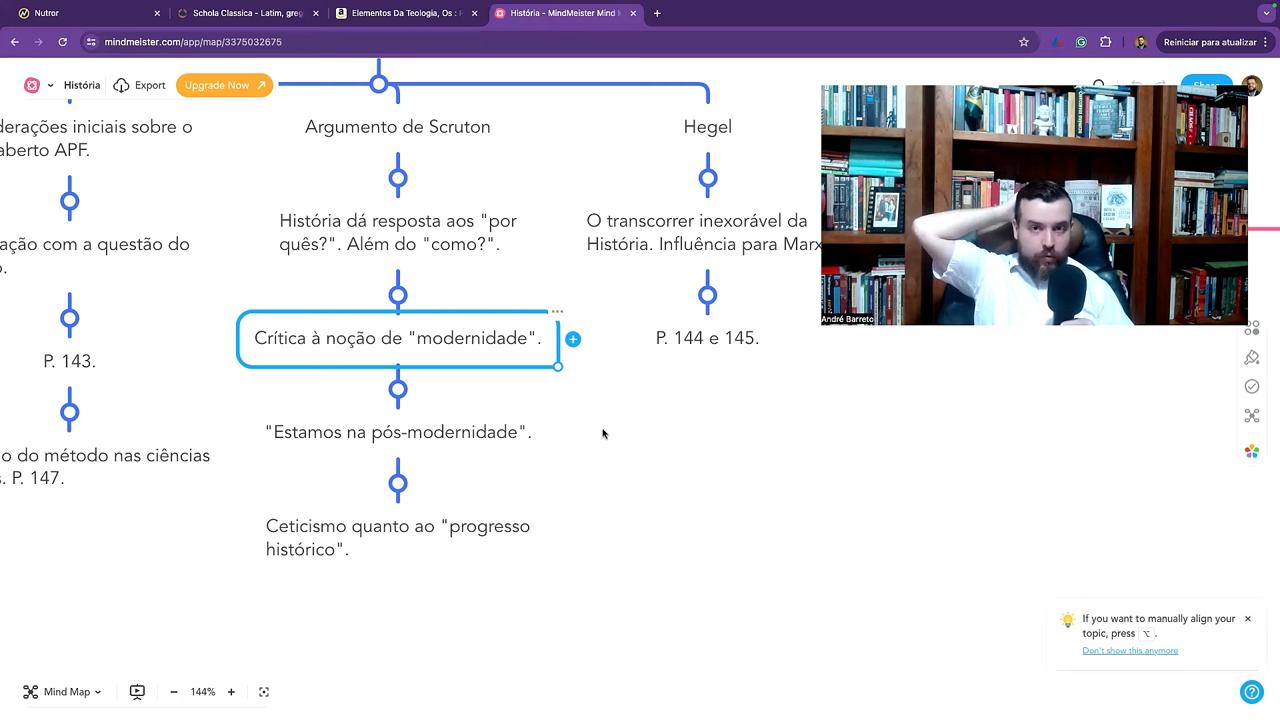 Nutror
Schola Classica - Latim, greg
Elementos Da Teologia, Os :
História - MindMeister Mind
mindmeister.com/app/map/3375032675
Reiniciar para atualizar
História
Export
Upgrade Now
Share
derações iniciais sobre o
aberto APF.
ação com a questão do
P. 143.
o do método nas ciências
. P. 147.
Argumento de Scruton
História dá resposta aos "por
quês?". Além do "como?".
Crítica à noção de "modernidade".
"Estamos na pós-modernidade".
Ceticismo quanto ao "progresso
histórico".
Hegel
O transcorrer inexorável da
História. Influência para Marx
P. 144 e 145.
André Barreto
If you want to manually align your
topic, press ⌥.
Don't show this anymore
Mind Map
144%